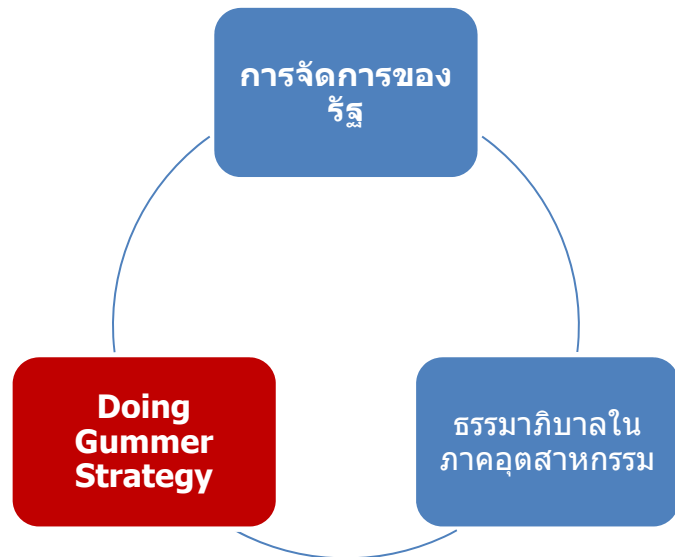 การจัดการของ
รัฐ
Doing
Gummer
Strategy
ธรรมาภิบาลใน
ภาคอุตสาหกรรม